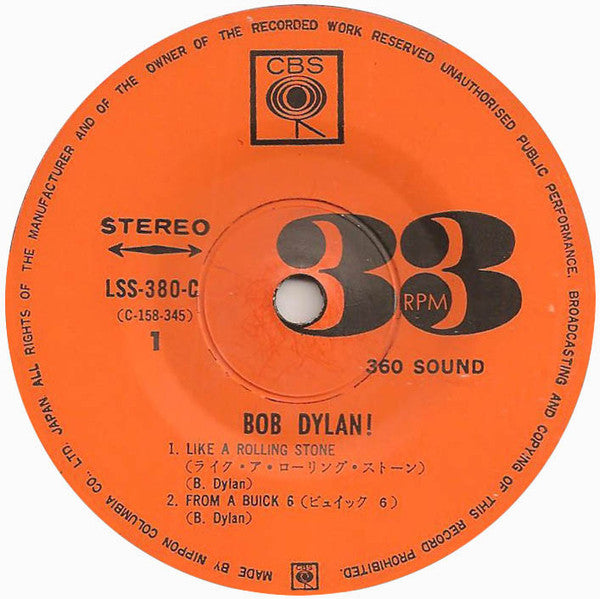 CBS
STEREO
LSS-380-C
(C-158-345)
1
33
RPM
360 SOUND
BOB DYLAN!
1. LIKE A ROLLING STONE
(ライク・ア・ローリング・ストーン)
(B. Dylan)
2. FROM A BUICK 6 (ビュイック 6)
(B. Dylan)
CBS
MADE BY NIPPON COLUMBIA CO., LTD. JAPAN ALL RIGHTS OF THE MANUFACTURER AND OF THE OWNER OF THE RECORDED WORK RESERVED UNAUTHORISED PUBLIC PERFORMANCE, BROADCASTING AND COPYING OF THIS RECORD PROHIBITED.